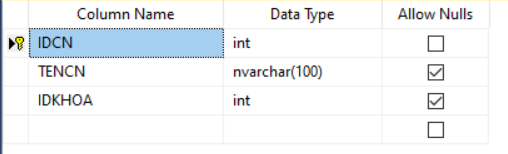 Column Name Data Type Allow Nulls
IDCN int
TENCN nvarchar(100)
IDKHOA int